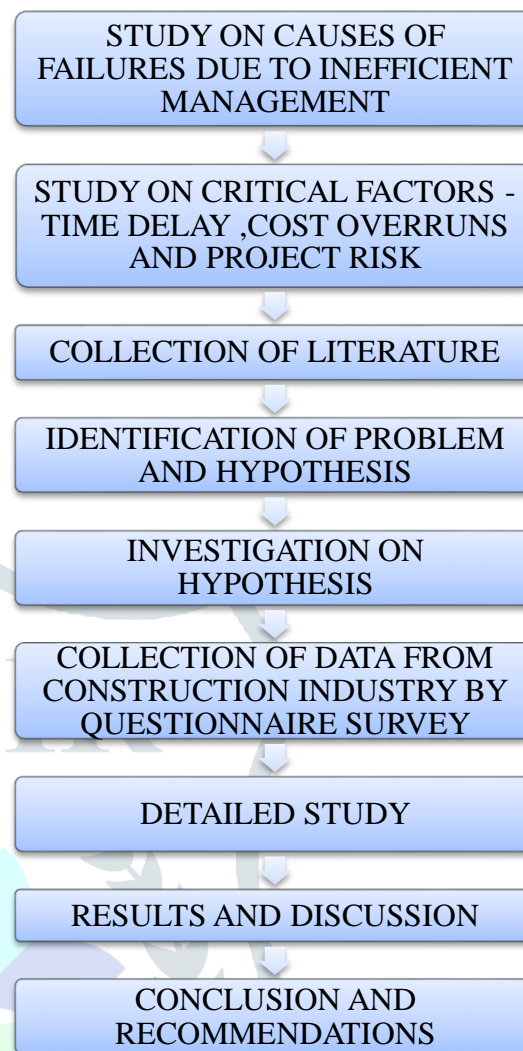 STUDY ON CAUSES OF
FAILURES DUE TO INEFFICIENT
MANAGEMENT
STUDY ON CRITICAL FACTORS -
TIME DELAY ,COST OVERRUNS
AND PROJECT RISK
COLLECTION OF LITERATURE
IDENTIFICATION OF PROBLEM
AND HYPOTHESIS
INVESTIGATION ON
HYPOTHESIS
COLLECTION OF DATA FROM
CONSTRUCTION INDUSTRY BY
QUESTIONNAIRE SURVEY
DETAILED STUDY
RESULTS AND DISCUSSION
CONCLUSION AND
RECOMMENDATIONS